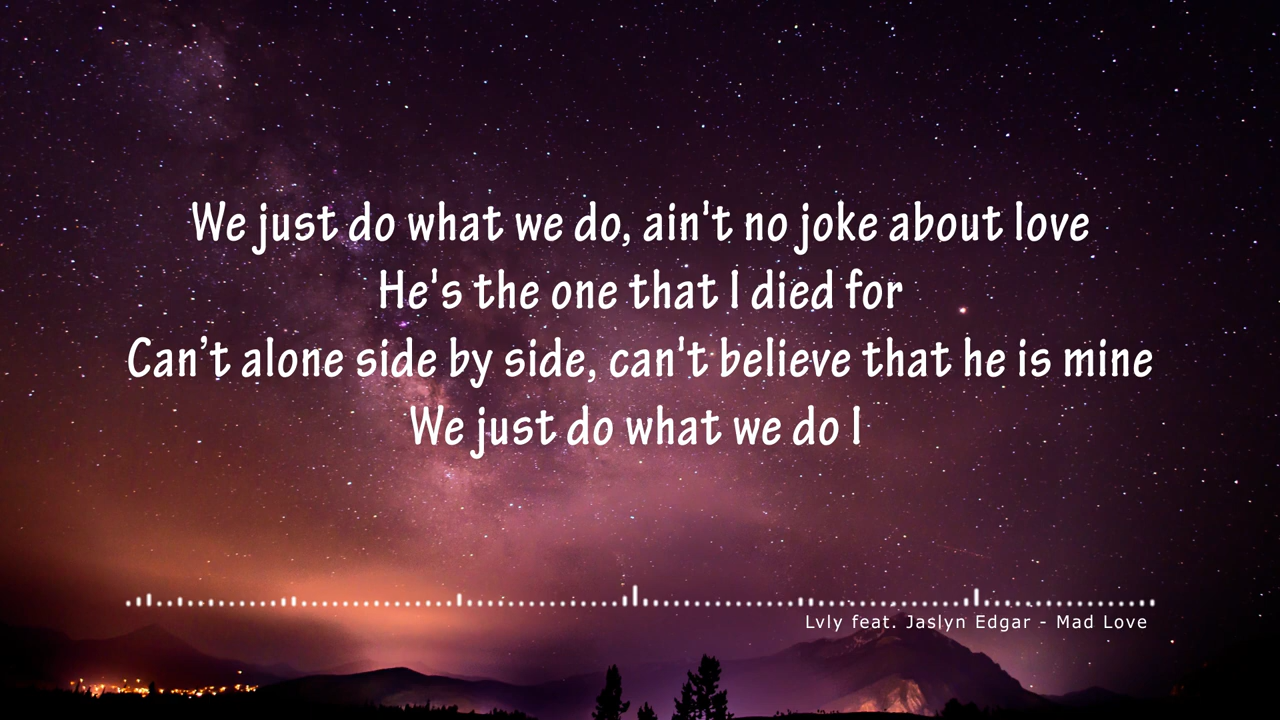 We just do what we do, ain't no joke about love
He's the one that I died for
Can’t alone side by side, can't believe that he is mine
We just do what we do I
Lvly feat. Jaslyn Edgar - Mad Love